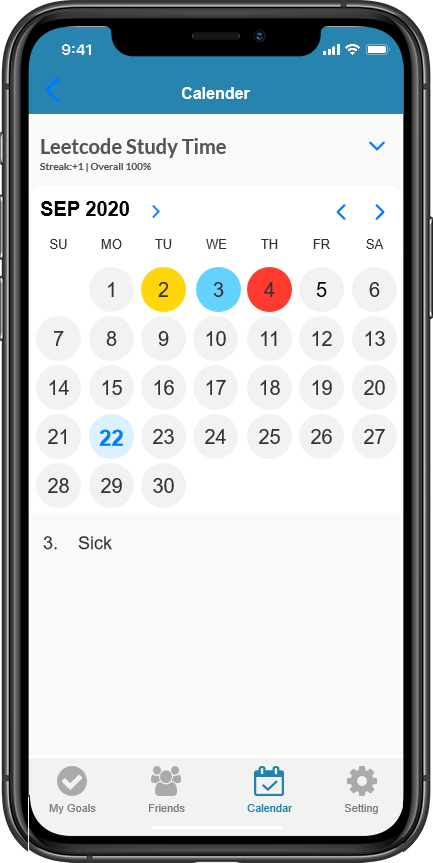 9:41
Calender
Leetcode Study Time
Streak:+1 | Overall 100%
SEP 2020
SU MO TU WE TH FR SA
1 2 3 4 5 6
7 8 9 10 11 12 13
14 15 16 17 18 19 20
21 22 23 24 25 26 27
28 29 30
3. Sick
My Goals Friends Calendar Setting